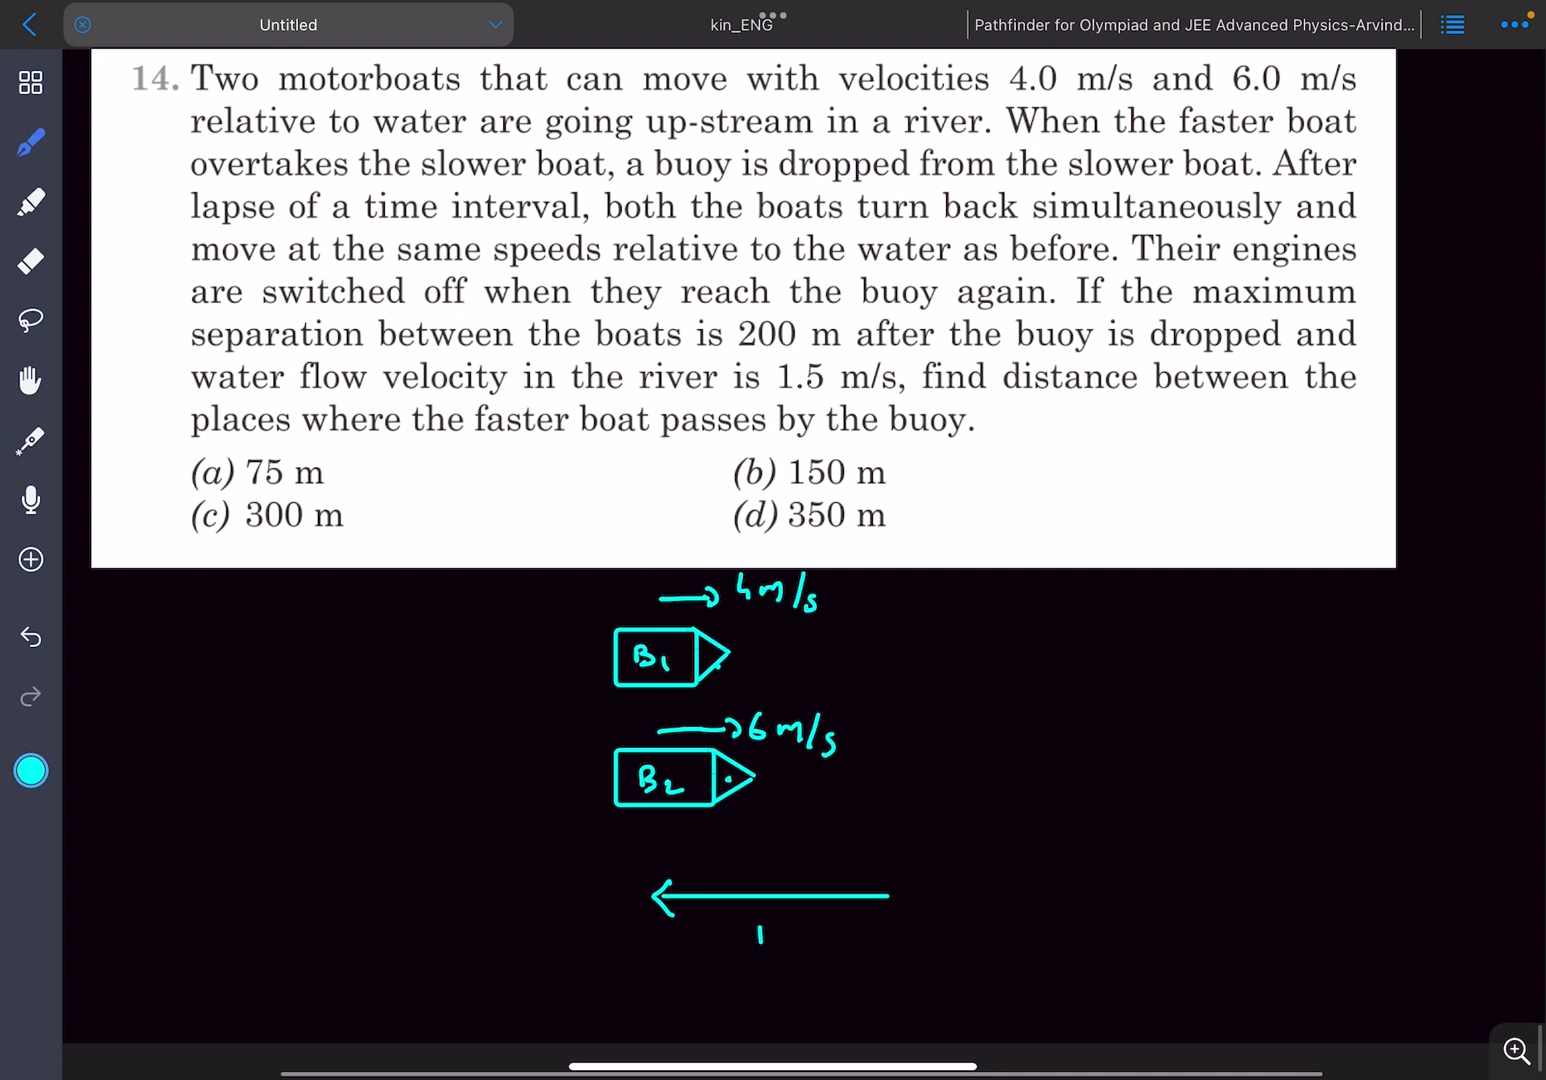 Untitled
kin_ENG
Pathfinder for Olympiad and JEE Advanced Physics-Arvind...
14. Two motorboats that can move with velocities 4.0 m/s and 6.0 m/s
relative to water are going up-stream in a river. When the faster boat
overtakes the slower boat, a buoy is dropped from the slower boat. After
lapse of a time interval, both the boats turn back simultaneously and
move at the same speeds relative to the water as before. Their engines
are switched off when they reach the buoy again. If the maximum
separation between the boats is 200 m after the buoy is dropped and
water flow velocity in the river is 1.5 m/s, find distance between the
places where the faster boat passes by the buoy.
(a) 75 m
(b) 150 m
(c) 300 m
(d) 350 m
4 m/s
B1
6 m/s
B2
1